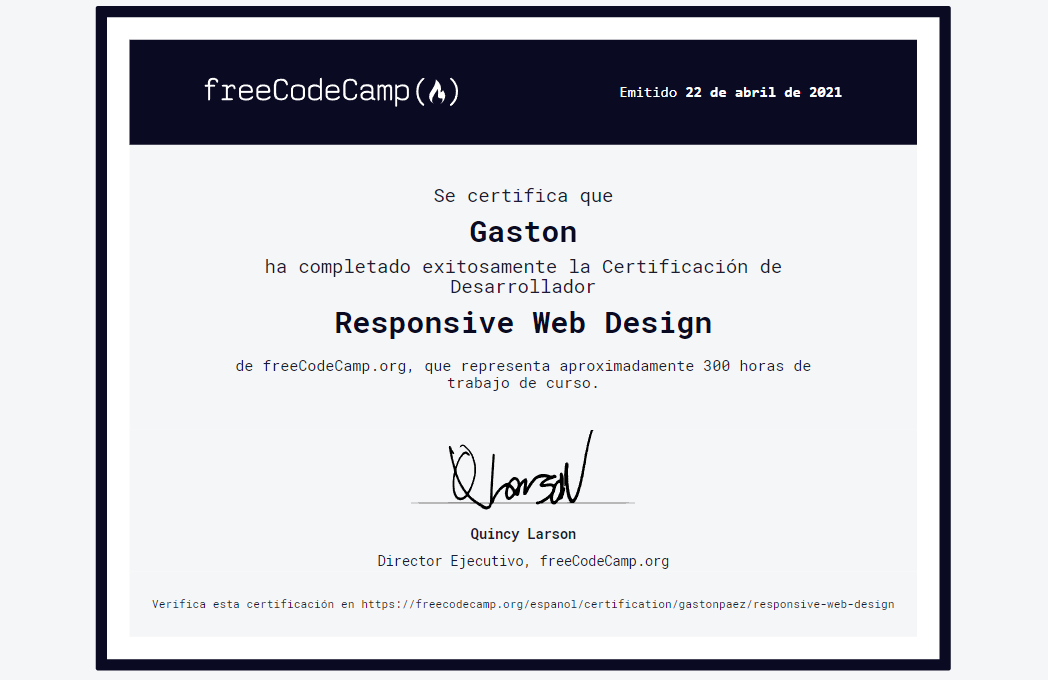 freeCodeCamp(🔥)
Emitido 22 de abril de 2021
Se certifica que
Gaston
ha completado exitosamente la Certificación de
Desarrollador
Responsive Web Design
de freeCodeCamp.org, que representa aproximadamente 300 horas de
trabajo de curso.
Q Larson
Quincy Larson
Director Ejecutivo, freeCodeCamp.org
Verifica esta certificación en https://freecodecamp.org/espanol/certification/gastonpaez/responsive-web-design